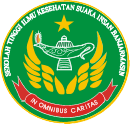 SEKOLAH TINGGI ILMU KESEHATAN SUAKA INSAN BANJARMASIN
IN OMNIBUS CARITAS